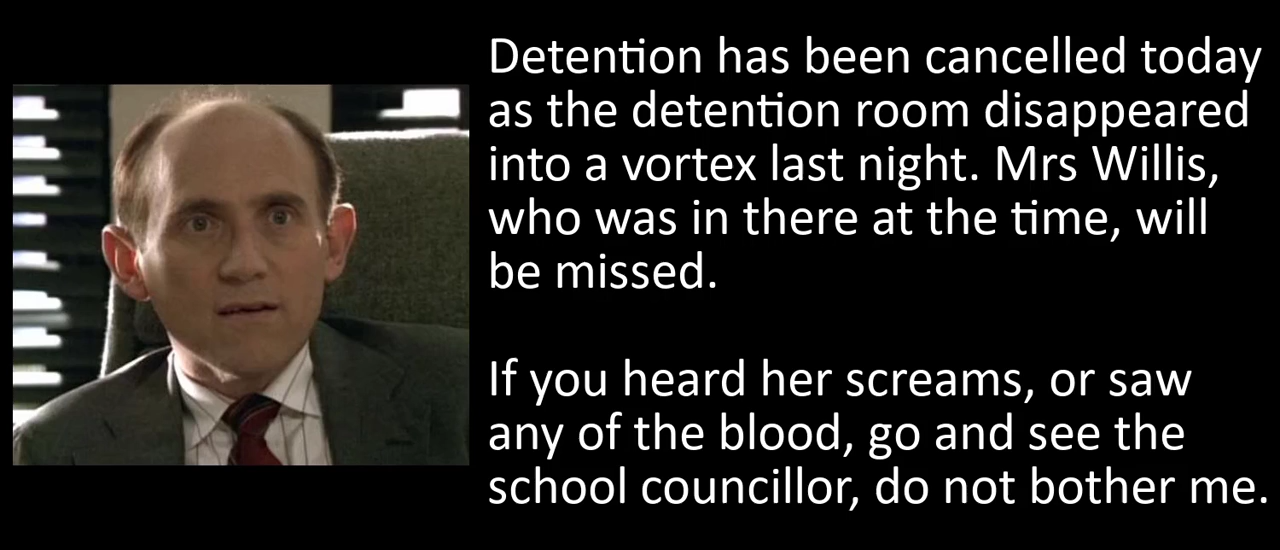 Detention has been cancelled today
as the detention room disappeared
into a vortex last night. Mrs Willis,
who was in there at the time, will
be missed.
If you heard her screams, or saw
any of the blood, go and see the
school councillor, do not bother me.